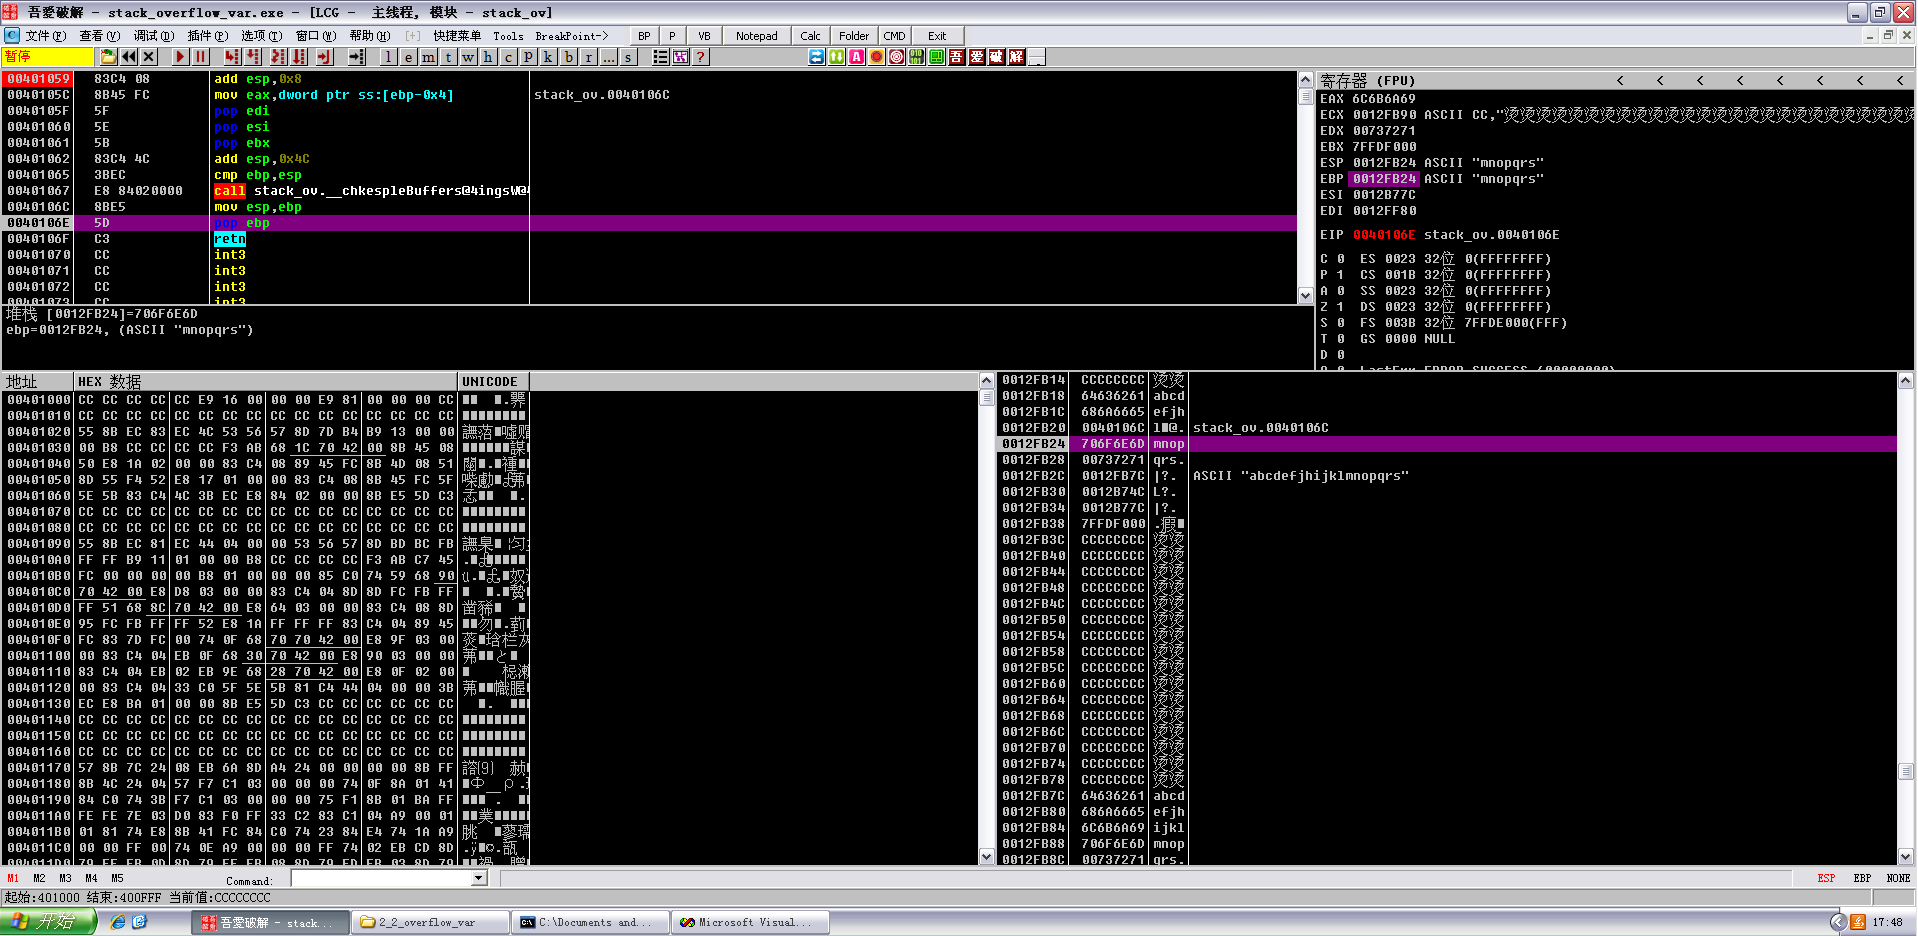 吾爱破解 - stack_overflow_var.exe - [LCG -  主线程, 模块 - stack_ov]
文件(F) 查看(V) 调试(D) 插件(P) 选项(T) 窗口(W) 帮助(H) [+] 快捷菜单 Tools BreakPoint-> BP P VB Notepad Calc Folder CMD Exit
暂停 l e m t w h c p k b r ... s ? 吾 爱 破 解
00401059 83C4 08 add esp,0x8
0040105C 8B45 FC mov eax,dword ptr ss:[ebp-0x4] stack_ov.0040106C
0040105F 5F pop edi
00401060 5E pop esi
00401061 5B pop ebx
00401062 83C4 4C add esp,0x4C
00401065 3BEC cmp ebp,esp
00401067 E8 84020000 call stack_ov.__chkespleBuffers@4ingsW@4
0040106C 8BE5 mov esp,ebp
0040106E 5D pop ebp
0040106F C3 retn
00401070 CC int3
00401071 CC int3
00401072 CC int3
00401073 CC int3
堆栈 [0012FB24]=706F6E6D
ebp=0012FB24, (ASCII "mnopqrs")
寄存器 (FPU) < < < < < < < <
EAX 6C6B6A69
ECX 0012FB90 ASCII CC,"烫烫烫烫烫烫烫烫烫烫烫烫烫烫烫烫烫烫烫烫烫烫烫烫烫
EDX 00737271
EBX 7FFDF000
ESP 0012FB24 ASCII "mnopqrs"
EBP 0012FB24 ASCII "mnopqrs"
ESI 0012B77C
EDI 0012FF80
EIP 0040106E stack_ov.0040106E
C 0 ES 0023 32位 0(FFFFFFFF)
P 1 CS 001B 32位 0(FFFFFFFF)
A 0 SS 0023 32位 0(FFFFFFFF)
Z 1 DS 0023 32位 0(FFFFFFFF)
S 0 FS 003B 32位 7FFDE000(FFF)
T 0 GS 0000 NULL
D 0
O 0 LastErr ERROR_SUCCESS (00000000)
地址 HEX 数据 UNICODE
00401000 CC CC CC CC CC E9 16 00 00 00 E9 81 00 00 00 CC
00401010 CC CC CC CC CC CC CC CC CC CC CC CC CC CC CC CC
00401020 55 8B EC 83 EC 4C 53 56 57 8D 7D B4 B9 13 00 00
00401030 00 B8 CC CC CC CC F3 AB 68 1C 70 42 00 8B 45 08
00401040 50 E8 1A 02 00 00 83 C4 08 89 45 FC 8B 4D 08 51
00401050 8D 55 F4 52 E8 17 01 00 00 83 C4 08 8B 45 FC 5F
00401060 5E 5B 83 C4 4C 3B EC E8 84 02 00 00 8B E5 5D C3
00401070 CC CC CC CC CC CC CC CC CC CC CC CC CC CC CC CC
00401080 CC CC CC CC CC CC CC CC CC CC CC CC CC CC CC CC
00401090 55 8B EC 81 EC 44 04 00 00 53 56 57 8D BD BC FB
004010A0 FF FF B9 11 01 00 00 B8 CC CC CC CC F3 AB C7 45
004010B0 FC 00 00 00 00 B8 01 00 00 00 85 C0 74 59 68 90
004010C0 70 42 00 E8 D8 03 00 00 83 C4 04 8D 8D FC FB FF
004010D0 FF 51 68 8C 70 42 00 E8 64 03 00 00 83 C4 08 8D
004010E0 95 FC FB FF FF 52 E8 1A FF FF FF 83 C4 04 89 45
004010F0 FC 83 7D FC 00 74 0F 68 70 70 42 00 E8 9F 03 00
00401100 00 83 C4 04 EB 0F 68 30 70 42 00 E8 90 03 00 00
00401110 83 C4 04 EB 02 EB 9E 68 28 70 42 00 E8 0F 02 00
00401120 00 83 C4 04 33 C0 5F 5E 5B 81 C4 44 04 00 00 3B
00401130 EC E8 BA 01 00 00 8B E5 5D C3 CC CC CC CC CC CC
00401140 CC CC CC CC CC CC CC CC CC CC CC CC CC CC CC CC
00401150 CC CC CC CC CC CC CC CC CC CC CC CC CC CC CC CC
00401160 CC CC CC CC CC CC CC CC CC CC CC CC CC CC CC CC
00401170 57 8B 7C 24 08 EB 6A 8D A4 24 00 00 00 00 8B FF
00401180 8B 4C 24 04 57 F7 C1 03 00 00 00 74 0F 8A 01 41
00401190 84 C0 74 3B F7 C1 03 00 00 00 75 F1 8B 01 BA FF
004011A0 FE FE 7E 03 D0 83 F0 FF 33 C2 83 C1 04 A9 00 01
004011B0 01 81 74 E8 8B 41 FC 84 C0 74 23 84 E4 74 1A A9
004011C0 00 00 FF 00 74 0E A9 00 00 00 FF 74 02 EB CD 8D
004011D0 79 FF EB 0D 8D 79 FE EB 08 8D 79 FD EB 03 8D 79
0012FB14 CCCCCCCC 烫烫
0012FB18 64636261 abcd
0012FB1C 686A6665 efjh
0012FB20 0040106C l■@. stack_ov.0040106C
0012FB24 706F6E6D mnop
0012FB28 00737271 qrs.
0012FB2C 0012FB7C |?. ASCII "abcdefjhijklmnopqrs"
0012FB30 0012B74C L?.
0012FB34 0012B77C |?.
0012FB38 7FFDF000
0012FB3C CCCCCCCC 烫烫
0012FB40 CCCCCCCC 烫烫
0012FB44 CCCCCCCC 烫烫
0012FB48 CCCCCCCC 烫烫
0012FB4C CCCCCCCC 烫烫
0012FB50 CCCCCCCC 烫烫
0012FB54 CCCCCCCC 烫烫
0012FB58 CCCCCCCC 烫烫
0012FB5C CCCCCCCC 烫烫
0012FB60 CCCCCCCC 烫烫
0012FB64 CCCCCCCC 烫烫
0012FB68 CCCCCCCC 烫烫
0012FB6C CCCCCCCC 烫烫
0012FB70 CCCCCCCC 烫烫
0012FB74 CCCCCCCC 烫烫
0012FB78 CCCCCCCC 烫烫
0012FB7C 64636261 abcd
0012FB80 686A6665 efjh
0012FB84 6C6B6A69 ijkl
0012FB88 706F6E6D mnop
0012FB8C 00737271 qrs.
M1 M2 M3 M4 M5 Command: ESP EBP NONE
起始:401000 结束:400FFF 当前值:CCCCCCCC
开始 吾爱破解 - stack... 2_2_overflow_var C:\Documents and... Microsoft Visual... 17:48